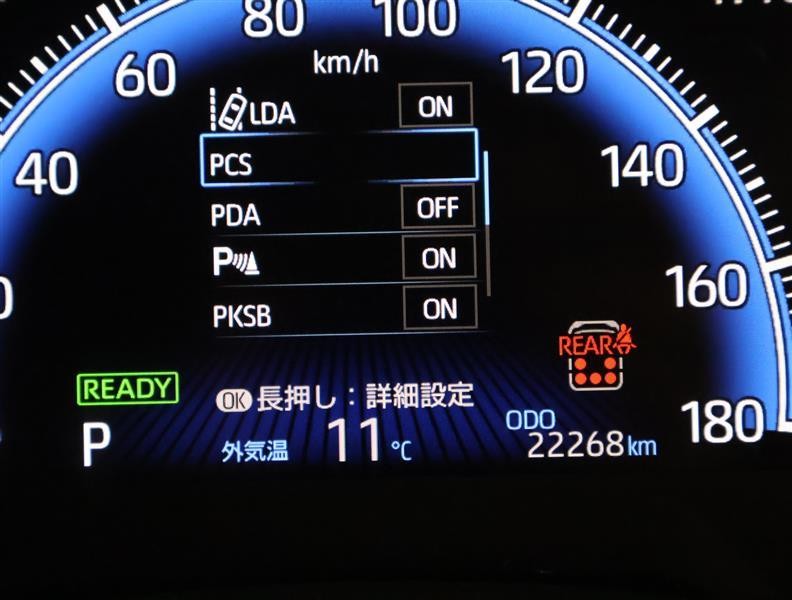 80 100
60 km/h 120
LDA ON
40 PCS 140
PDA OFF
P ON
160
PKSB ON
REAR
READY
OK 長押し：詳細設定
P 外気温 11℃ ODO 22268km 180